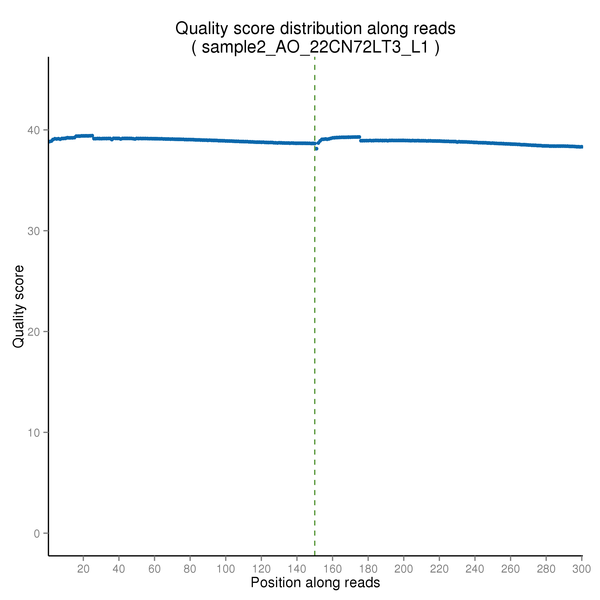 Quality score distribution along reads
( sample2_AO_22CN72LT3_L1 )
Quality score
40
30
20
10
0
20 40 60 80 100 120 140 160 180 200 220 240 260 280 300
Position along reads